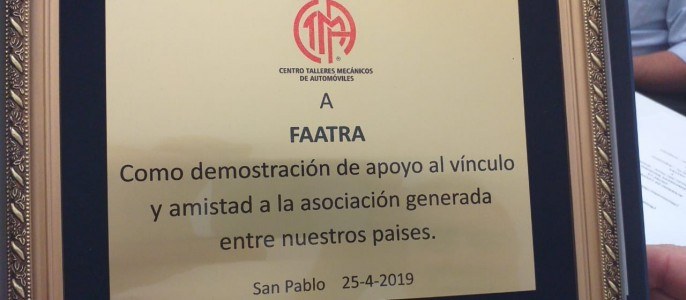 CTMA
CENTRO TALLERES MECÁNICOS
DE AUTOMÓVILES
A
FAATRA
Como demostración de apoyo al vínculo
y amistad a la asociación generada
entre nuestros paises.
San Pablo 25-4-2019